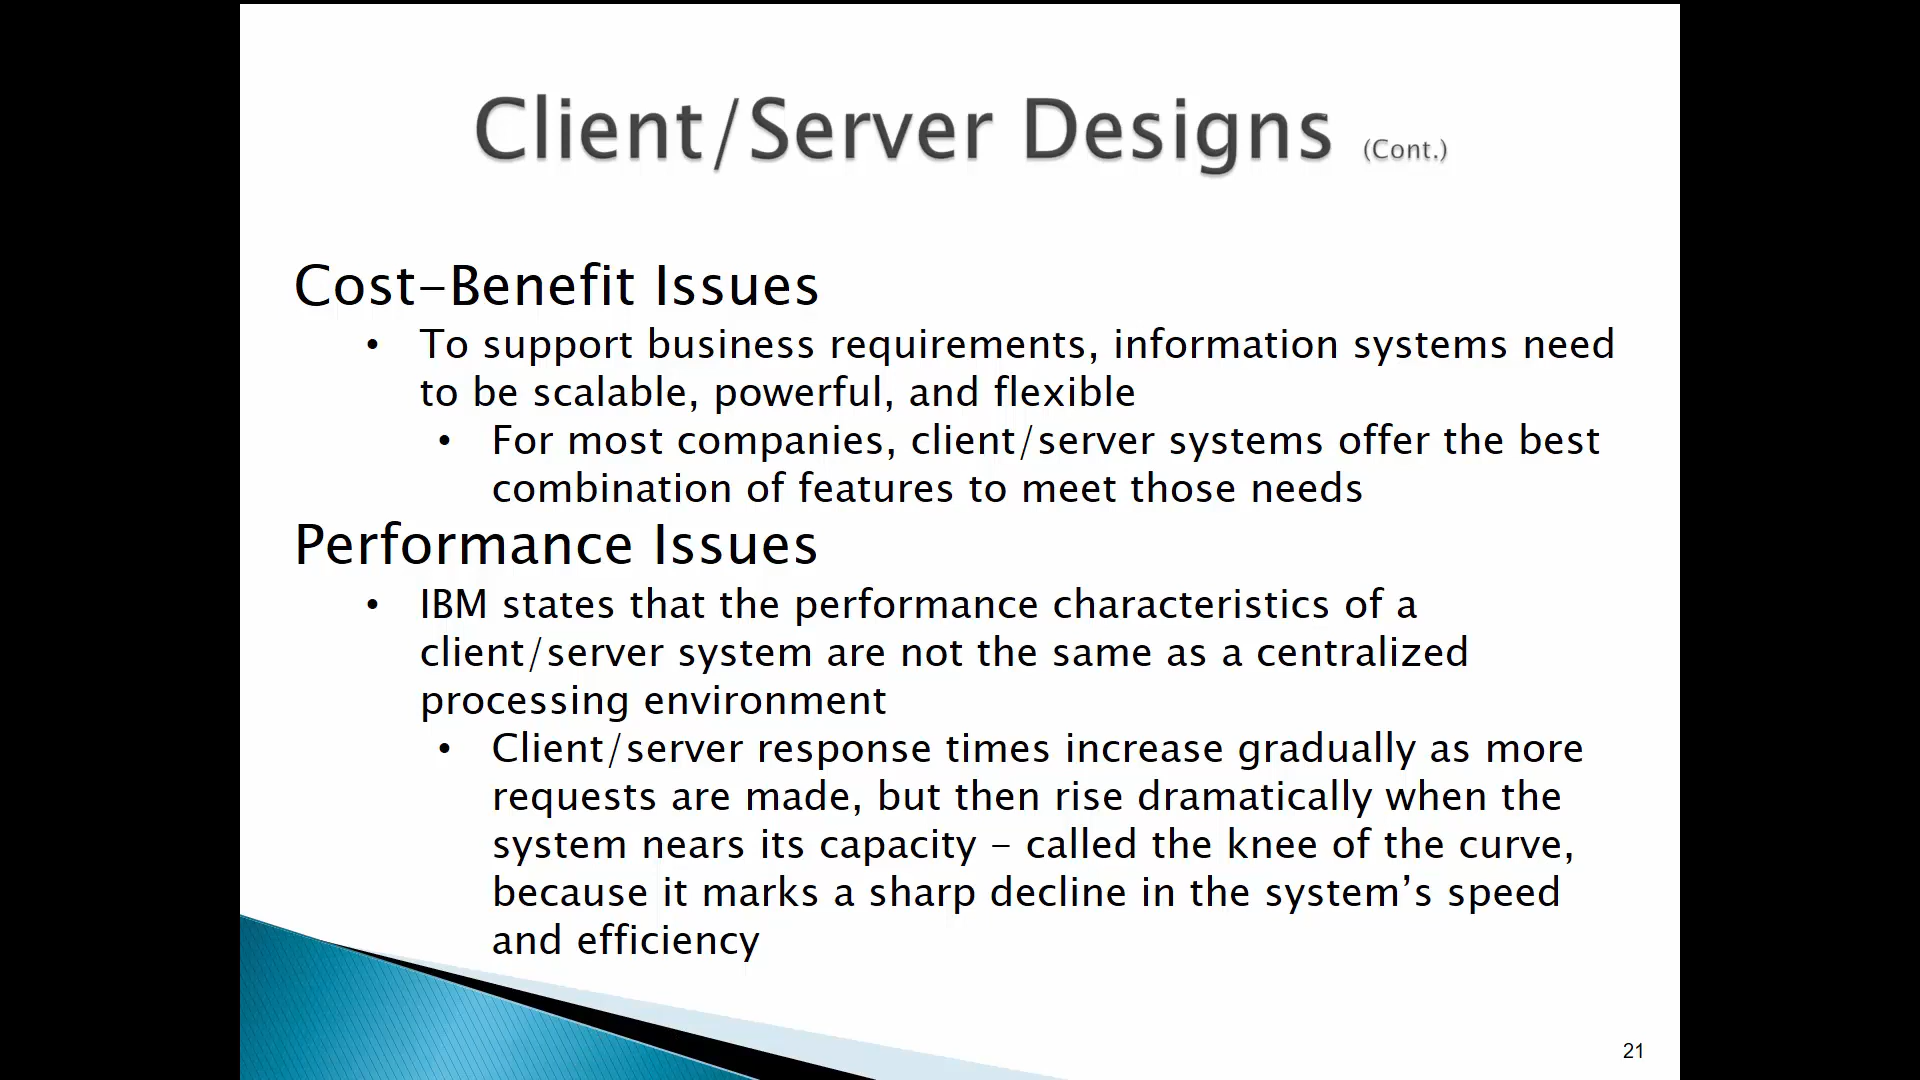 Client/Server Designs (Cont.)
Cost-Benefit Issues
• To support business requirements, information systems need
to be scalable, powerful, and flexible
• For most companies, client/server systems offer the best
combination of features to meet those needs
Performance Issues
• IBM states that the performance characteristics of a
client/server system are not the same as a centralized
processing environment
• Client/server response times increase gradually as more
requests are made, but then rise dramatically when the
system nears its capacity – called the knee of the curve,
because it marks a sharp decline in the system’s speed
and efficiency
21